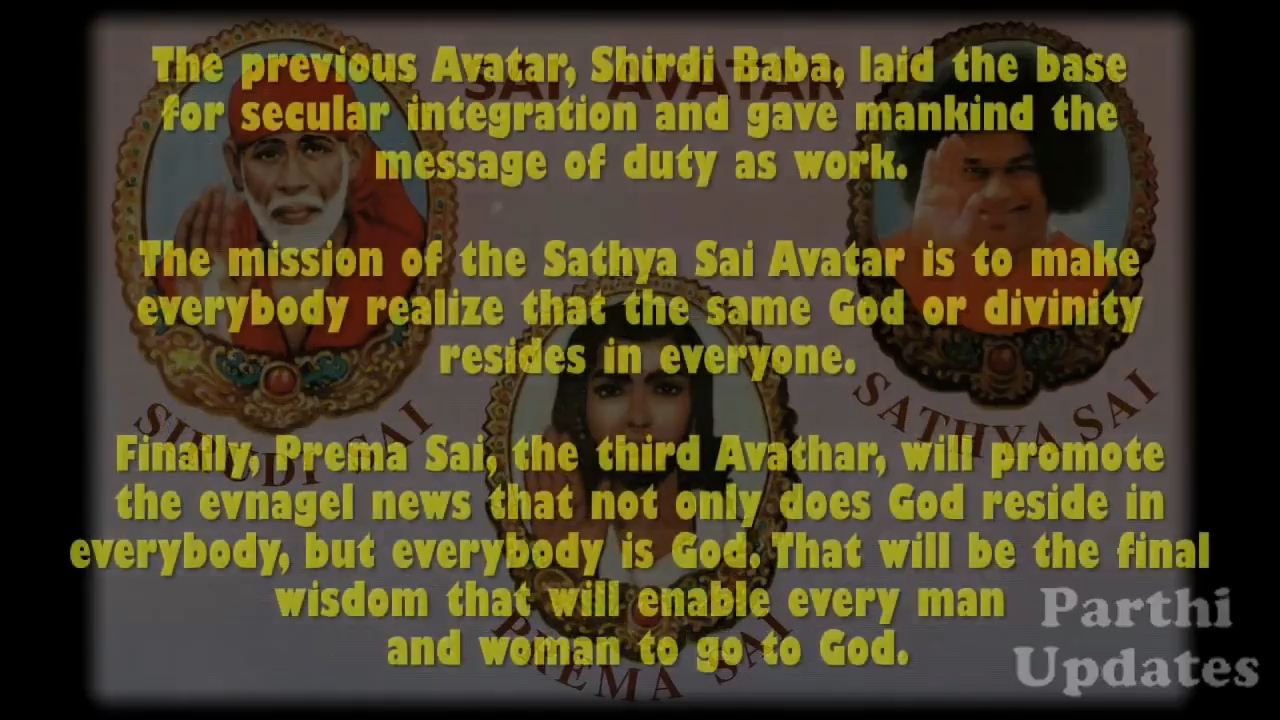 SAI AVATAR
The previous Avatar, Shirdi Baba, laid the base
for secular integration and gave mankind the
message of duty as work.
The mission of the Sathya Sai Avatar is to make
everybody realize that the same God or divinity
resides in everyone.
SHIRDI SAI
SATHYA SAI
Finally, Prema Sai, the third Avathar, will promote
the evnagel news that not only does God reside in
everybody, but everybody is God. That will be the final
wisdom that will enable every man
and woman to go to God.
PREMA SAI
Parthi
Updates